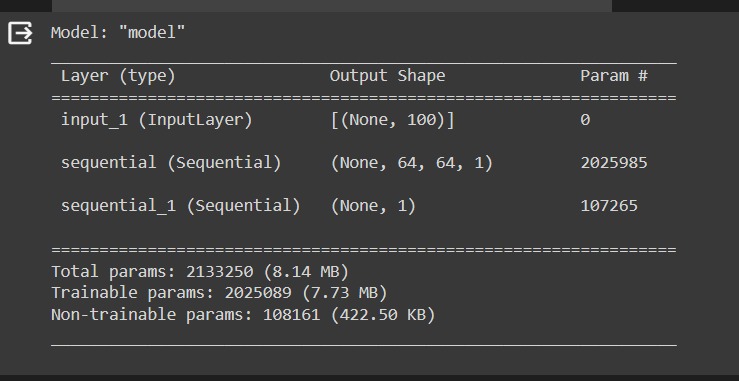 Model: "model"
Layer (type) Output Shape Param #
=================================================================
input_1 (InputLayer) [(None, 100)] 0
sequential (Sequential) (None, 64, 64, 1) 2025985
sequential_1 (Sequential) (None, 1) 107265
=================================================================
Total params: 2133250 (8.14 MB)
Trainable params: 2025089 (7.73 MB)
Non-trainable params: 108161 (422.50 KB)